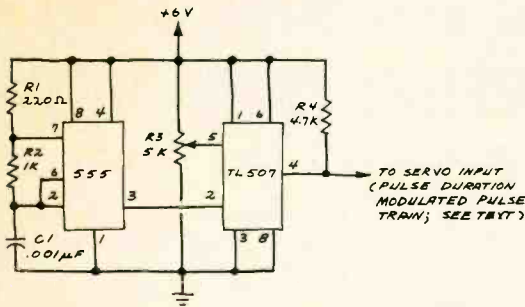 +6V
R1
220Ω
8 4
7
R2
1K
6
2
555
3
1
C1
.001µF
R3
5K
1 6
5
TL507
2
4
3 8
R4
4.7K
TO SERVO INPUT
(PULSE DURATION
MODULATED PULSE
TRAIN; SEE TEXT)